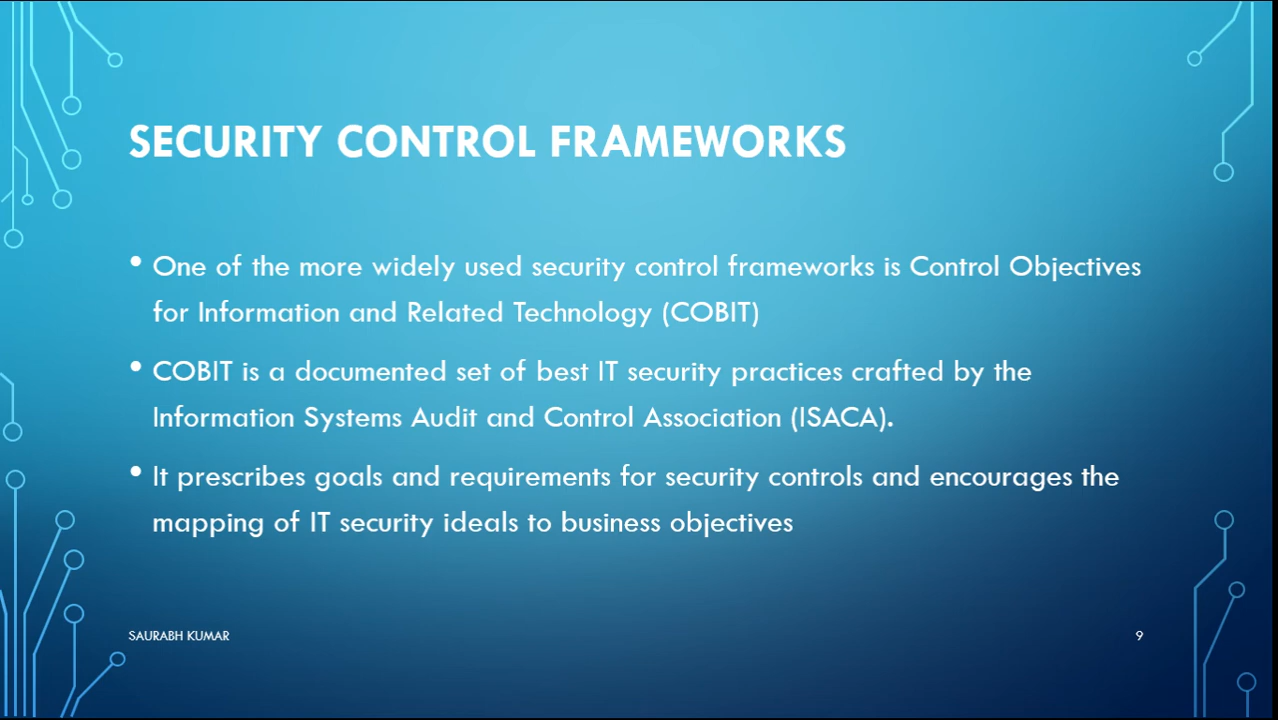 SECURITY CONTROL FRAMEWORKS
• One of the more widely used security control frameworks is Control Objectives
for Information and Related Technology (COBIT)
• COBIT is a documented set of best IT security practices crafted by the
Information Systems Audit and Control Association (ISACA).
• It prescribes goals and requirements for security controls and encourages the
mapping of IT security ideals to business objectives
SAURABH KUMAR
9